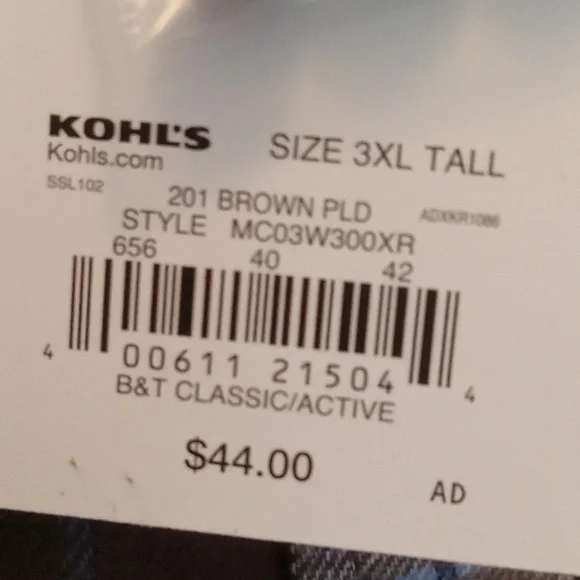 KOHL'S
SIZE 3XL TALL
Kohls.com
SSL102
201 BROWN PLD
ADXKR1086
STYLE MC03W300XR
656 40 42
4 00611 21504 4
B&T CLASSIC/ACTIVE
$44.00
AD